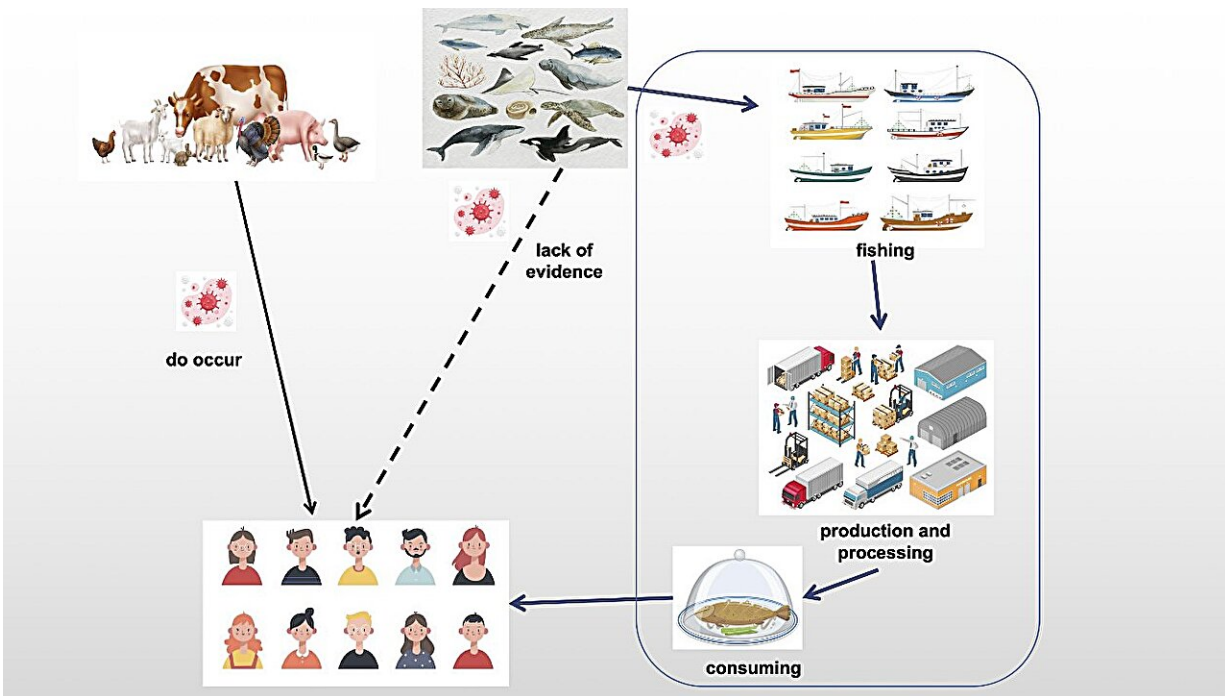 lack of
evidence
fishing
do occur
production and
processing
consuming